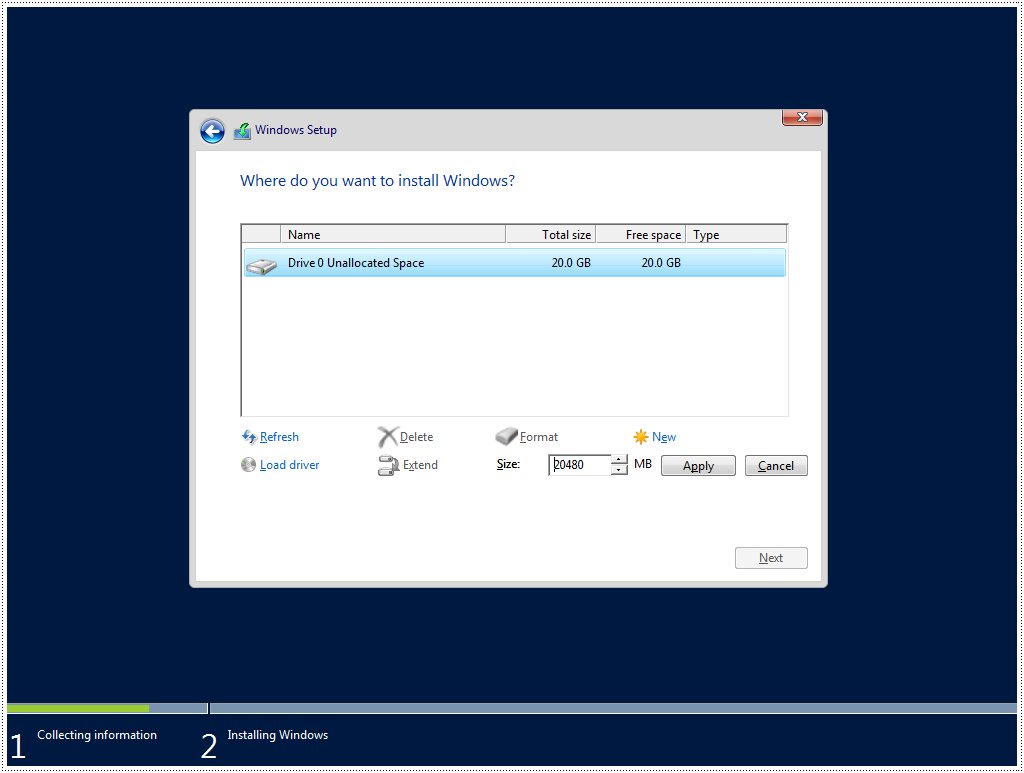 Windows Setup
Where do you want to install Windows?
Name Total size Free space Type
Drive 0 Unallocated Space 20.0 GB 20.0 GB
Refresh Delete Format New
Load driver Extend Size: 20480 MB Apply Cancel
Next
1 Collecting information 2 Installing Windows